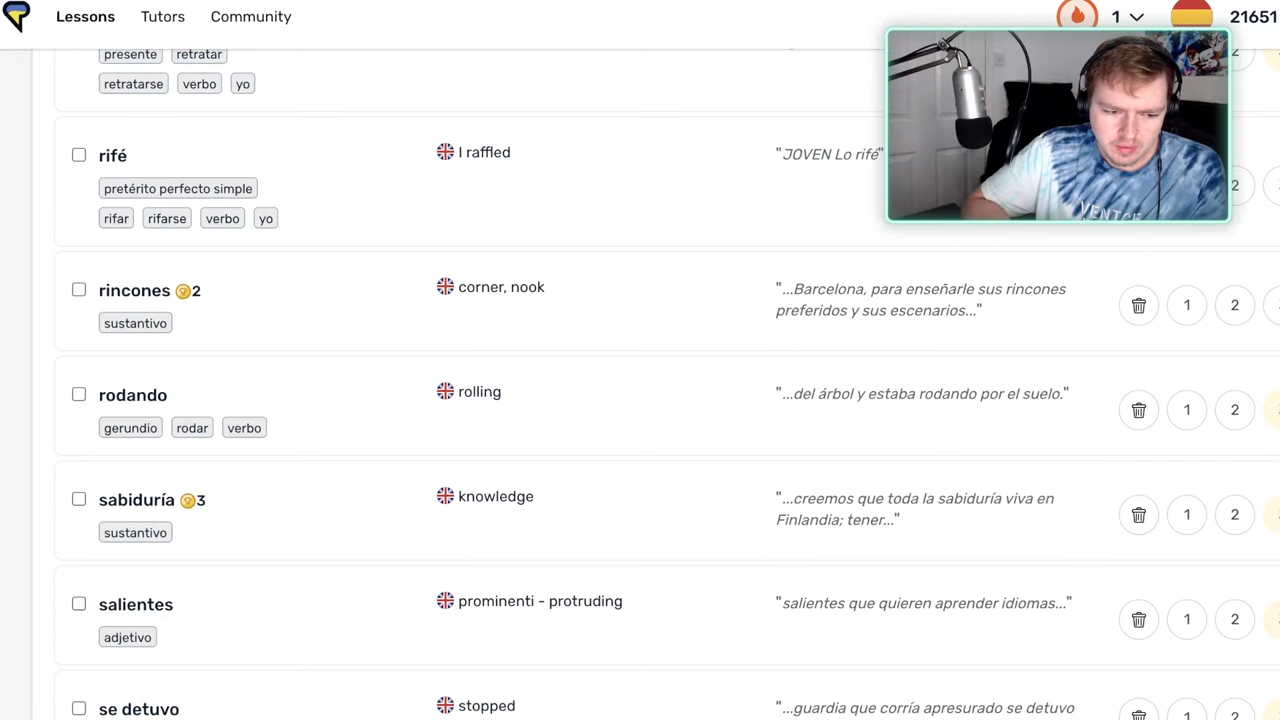 Lessons Tutors Community 1 21651
presente retratar
retratarse verbo yo
rifé I raffled "JOVEN Lo rifé"
pretérito perfecto simple
rifar rifarse verbo yo
rincones 2 corner, nook "...Barcelona, para enseñarle sus rincones
preferidos y sus escenarios..."
sustantivo 1 2
rodando rolling "...del árbol y estaba rodando por el suelo."
gerundio rodar verbo 1 2
sabiduría 3 knowledge "...creemos que toda la sabiduría viva en
Finlandia; tener..."
sustantivo 1 2
salientes prominenti - protruding "salientes que quieren aprender idiomas..."
adjetivo 1 2
se detuvo stopped "...guardia que corría apresurado se detuvo